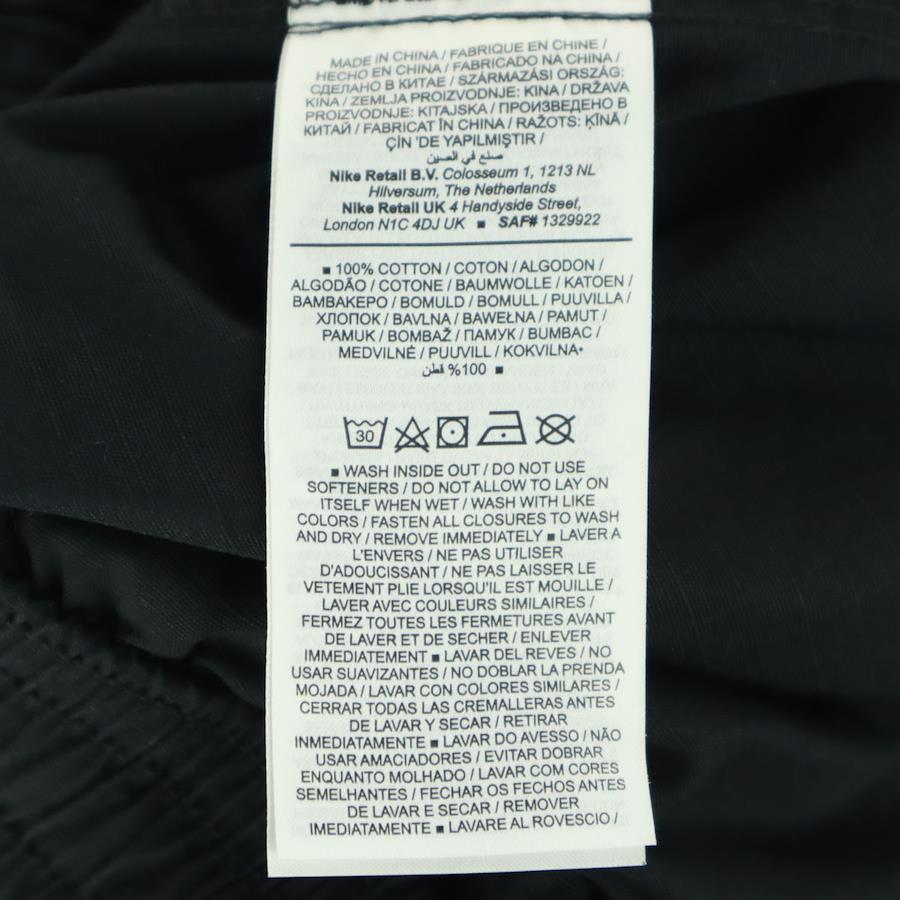 MADE IN CHINA / FABRIQUE EN CHINE /
HECHO EN CHINA / FABRICADO NA CHINA /
СДЕЛАНО В КИТАЕ / SZÁRMAZÁSI ORSZÁG:
KINA / ZEMLJA PROIZVODNJE: KINA / DRŽAVA
PROIZVODNJE: KITAJSKA / ПРОИЗВЕДЕНО В
КИТАЙ / FABRICAT ÎN CHINA / RAŽOTS: ĶĪNĀ /
ÇİN 'DE YAPILMIŞTIR /
صنع في الصين
Nike Retail B.V. Colosseum 1, 1213 NL
Hilversum, The Netherlands
Nike Retail UK 4 Handyside Street,
London N1C 4DJ UK ■ SAF# 1329922
■ 100% COTTON / COTON / ALGODON /
ALGODÃO / COTONE / BAUMWOLLE / KATOEN /
ΒΑΜΒΑΚΕΡΟ / BOMULD / BOMULL / PUUVILLA /
ХЛОПОК / BAVLNA / BAWEŁNA / PAMUT /
PAMUK / BOMBAŽ / ПАМУК / BUMBAC /
MEDVILNĖ / PUUVILL / KOKVILNA•
■ 100% قطن
30
■ WASH INSIDE OUT / DO NOT USE
SOFTENERS / DO NOT ALLOW TO LAY ON
ITSELF WHEN WET / WASH WITH LIKE
COLORS / FASTEN ALL CLOSURES TO WASH
AND DRY / REMOVE IMMEDIATELY ■ LAVER A
L'ENVERS / NE PAS UTILISER
D'ADOUCISSANT / NE PAS LAISSER LE
VETEMENT PLIE LORSQU'IL EST MOUILLE /
LAVER AVEC COULEURS SIMILAIRES /
FERMEZ TOUTES LES FERMETURES AVANT
DE LAVER ET DE SECHER / ENLEVER
IMMEDIATEMENT ■ LAVAR DEL REVES / NO
USAR SUAVIZANTES / NO DOBLAR LA PRENDA
MOJADA / LAVAR CON COLORES SIMILARES /
CERRAR TODAS LAS CREMALLERAS ANTES
DE LAVAR Y SECAR / RETIRAR
INMEDIATAMENTE ■ LAVAR DO AVESSO / NÃO
USAR AMACIADORES / EVITAR DOBRAR
ENQUANTO MOLHADO / LAVAR COM CORES
SEMELHANTES / FECHAR OS FECHOS ANTES
DE LAVAR E SECAR / REMOVER
IMEDIATAMENTE ■ LAVARE AL ROVESCIO /